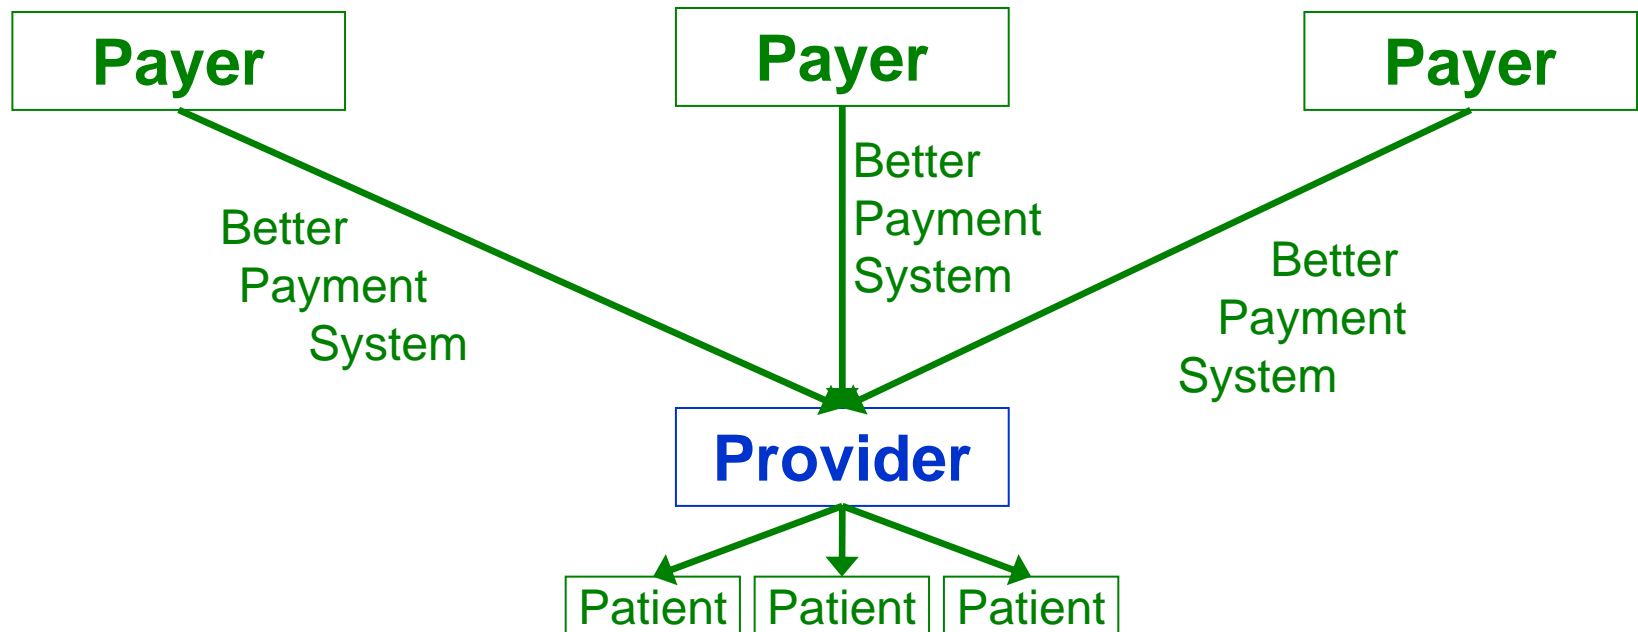 Payer
Payer
Payer
Better
Payment
System
Better
Payment
System
Better
Payment
System
Provider
Patient
Patient
Patient